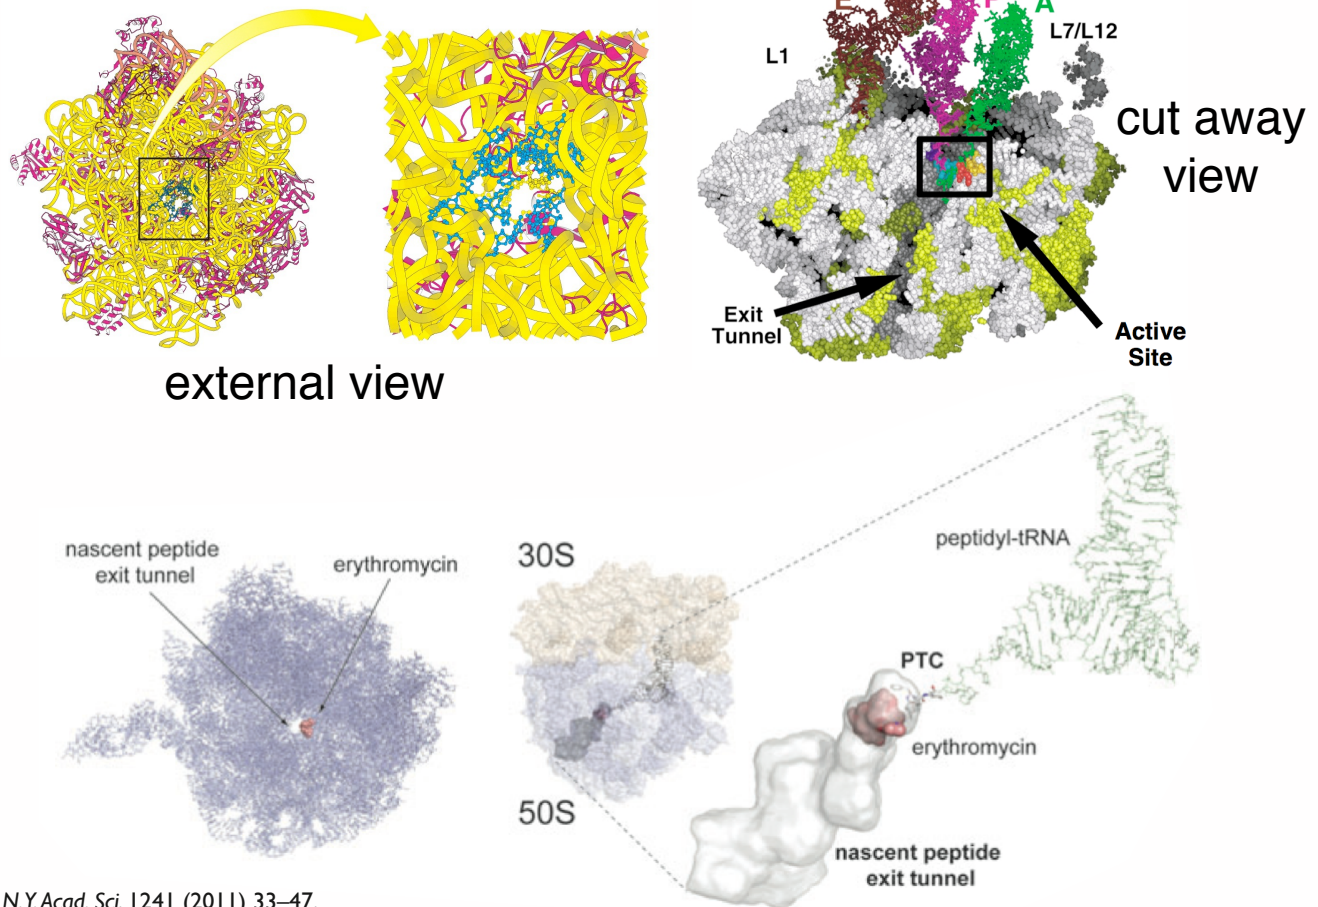 E
P
A
L1
L7/L12
cut away
view
Exit
Tunnel
Active
Site
external view
nascent peptide
exit tunnel
erythromycin
30S
50S
peptidyl-tRNA
PTC
erythromycin
nascent peptide
exit tunnel
N.Y Acad. Sci. 1241 (2011) 33–47.